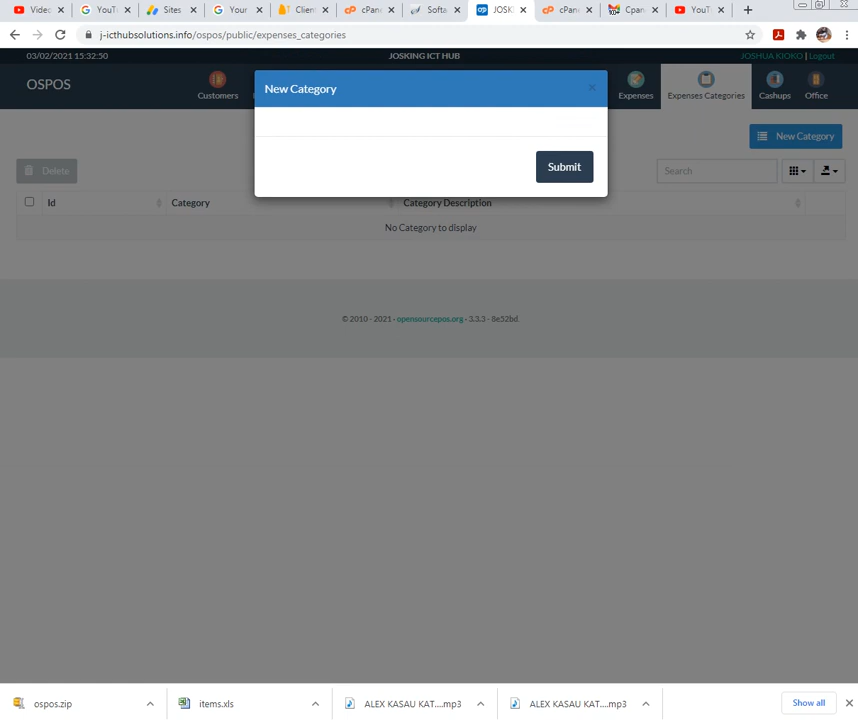 Video
YouT
Sites
Your
Client
cPane
Softa
JOSKI
cPane
Cpan
YouT
j-icthubsolutions.info/ospos/public/expenses_categories
03/02/2021 15:32:50
JOSKING ICT HUB
JOSHUA KIOKO | Logout
OSPOS
Customers
Expenses
Expenses Categories
Cashups
Office
New Category
×
Submit
New Category
Delete
Search
Id
Category
Category Description
No Category to display
© 2010 - 2021 · opensourcepos.org · 3.3.3 - 8e52bd
ospos.zip
items.xls
ALEX KASAU KAT....mp3
ALEX KASAU KAT....mp3
Show all